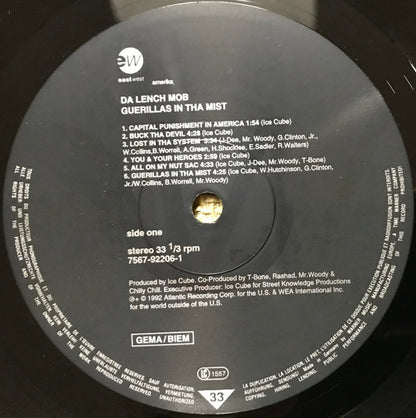 ew
east west
amerika
DA LENCH MOB
GUERILLAS IN THA MIST
1. CAPITAL PUNISHMENT IN AMERICA 1:54 (Ice Cube)
2. BUCK THA DEVIL 4:28 (Ice Cube)
3. LOST IN THA SYSTEM 3:34 (J-Dee, Mr. Woody, G.Clinton, Jr.,
W.Collins, B.Worrell, A.Green, H.Shocklee, E.Sadler, R.Walters)
4. YOU & YOUR HEROES 2:59 (Ice Cube)
5. ALL ON MY NUT SAC 4:33 (Ice Cube, J-Dee, Mr. Woody, T-Bone)
6. GUERILLAS IN THA MIST 4:25 (Ice Cube, W.Hutchinson, G.Clinton,
Jr./W.Collins, B.Worrell, Mr.Woody)
side one
stereo 33 1/3 rpm
7567-92206-1
Produced by Ice Cube. Co-Produced by T-Bone, Rashad, Mr.Woody &
Chilly Chill. Executive Producer: Ice Cube for Street Knowledge Productions
℗+ © 1992 Atlantic Recording Corp. for the U.S. & WEA International Inc.
for the world outside of the U.S.
GEMA/BIEM
LC 1557
33